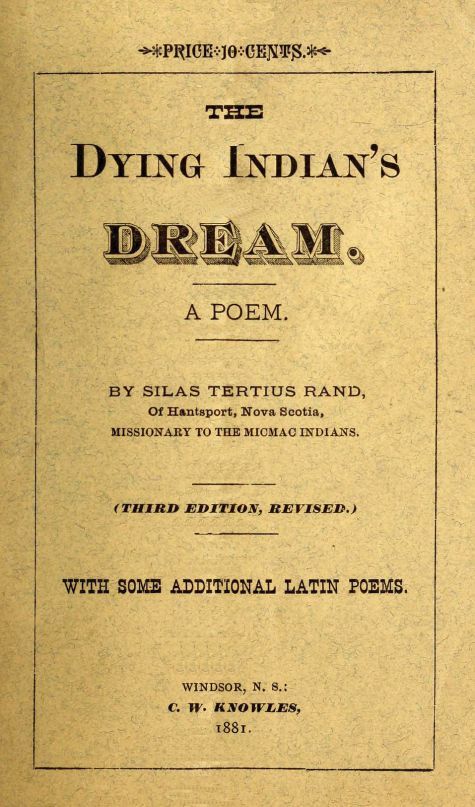 PRICE 10 CENTS.
THE
DYING INDIAN'S
DREAM.
A POEM.
BY SILAS TERTIUS RAND,
Of Hantsport, Nova Scotia,
MISSIONARY TO THE MICMAC INDIANS.
(THIRD EDITION, REVISED.)
WITH SOME ADDITIONAL LATIN POEMS.
WINDSOR, N. S.:
C. W. KNOWLES,
1881.